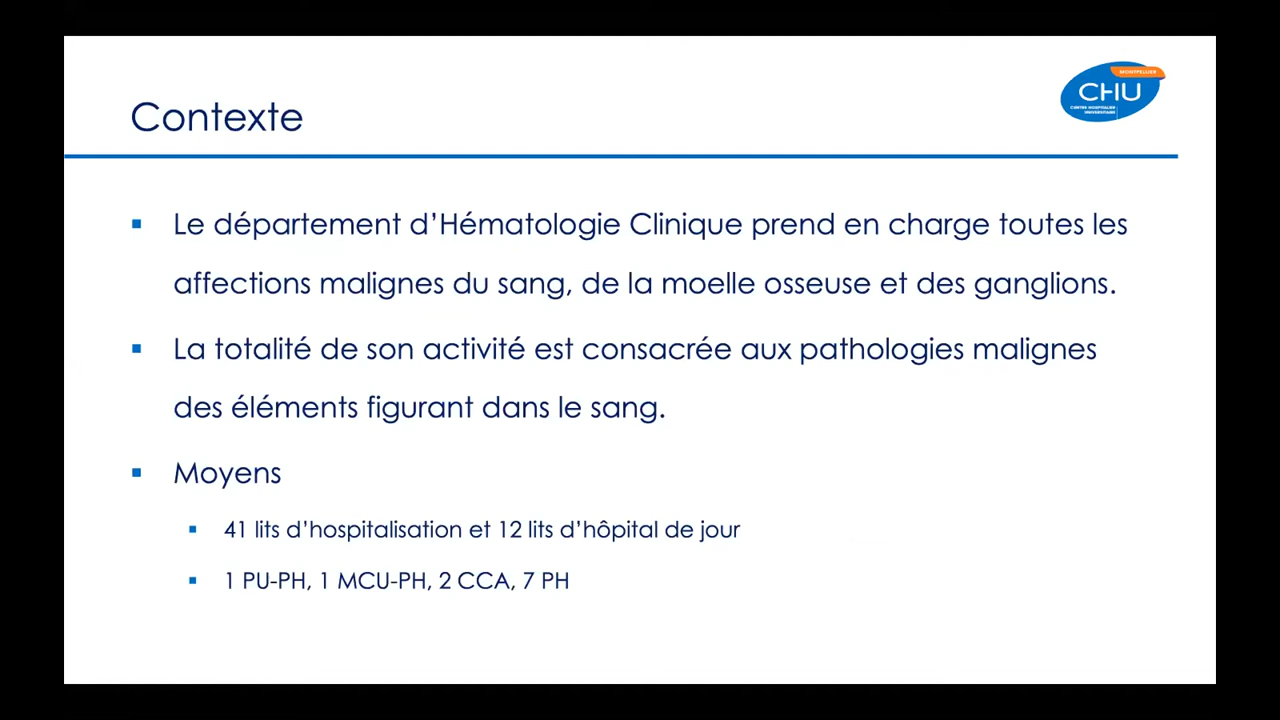 MONTPELLIER
CHU
CENTRE HOSPITALIER
UNIVERSITAIRE
Contexte
Le département d’Hématologie Clinique prend en charge toutes les
affections malignes du sang, de la moelle osseuse et des ganglions.
La totalité de son activité est consacrée aux pathologies malignes
des éléments figurant dans le sang.
Moyens
41 lits d’hospitalisation et 12 lits d’hôpital de jour
1 PU-PH, 1 MCU-PH, 2 CCA, 7 PH